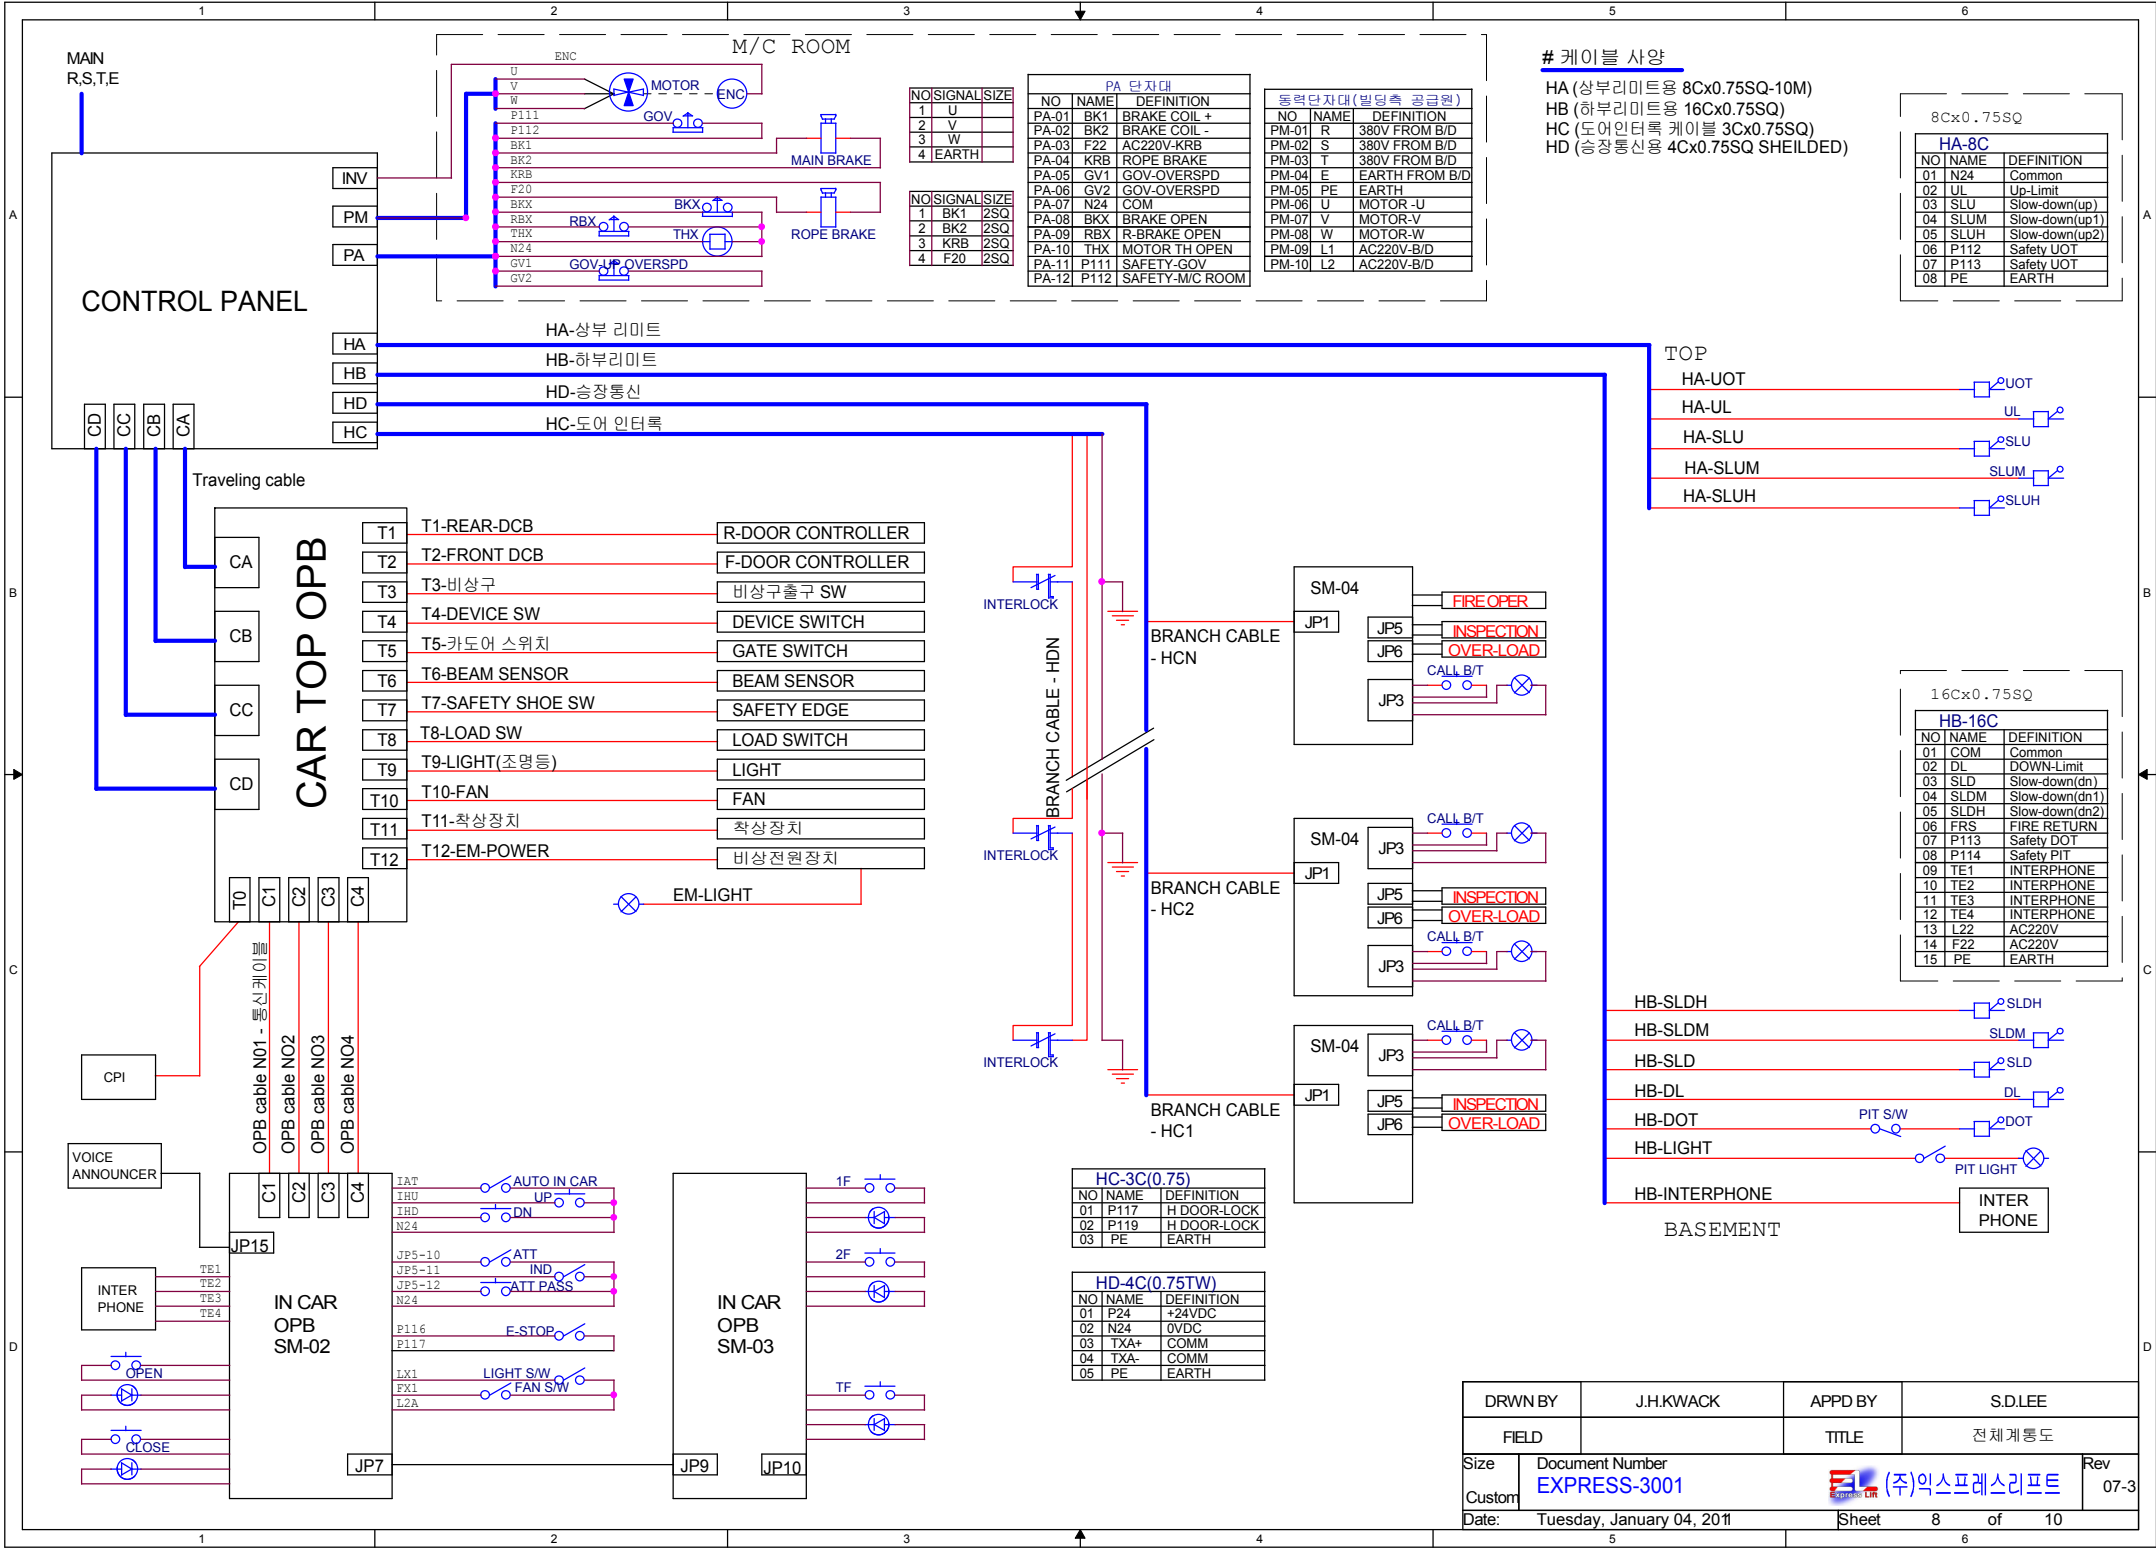 1 2 3 4 5 6
A
B
C
D
A
B
C
D
MAIN
R,S,T,E
CONTROL PANEL
INV
PM
PA
HA
HB
HD
HC
CD
CC
CB
CA
Traveling cable
M/C ROOM
ENC
U
V
W
P111
P112
BK1
BK2
KRB
F20
BKX
RBX
THX
N24
GV1
GV2
MOTOR
ENC
GOV
MAIN BRAKE
BKX
RBX
THX
ROPE BRAKE
GOV-UP OVERSPD
NO SIGNAL SIZE
1 U
2 V
3 W
4 EARTH
NO SIGNAL SIZE
1 BK1 2SQ
2 BK2 2SQ
3 KRB 2SQ
4 F20 2SQ
PA 단자대
NO NAME DEFINITION
PA-01 BK1 BRAKE COIL +
PA-02 BK2 BRAKE COIL -
PA-03 F22 AC220V-KRB
PA-04 KRB ROPE BRAKE
PA-05 GV1 GOV-OVERSPD
PA-06 GV2 GOV-OVERSPD
PA-07 N24 COM
PA-08 BKX BRAKE OPEN
PA-09 RBX R-BRAKE OPEN
PA-10 THX MOTOR TH OPEN
PA-11 P111 SAFETY-GOV
PA-12 P112 SAFETY-M/C ROOM
동력단자대(빌딩측 공급원)
NO NAME DEFINITION
PM-01 R 380V FROM B/D
PM-02 S 380V FROM B/D
PM-03 T 380V FROM B/D
PM-04 E EARTH FROM B/D
PM-05 PE EARTH
PM-06 U MOTOR -U
PM-07 V MOTOR-V
PM-08 W MOTOR-W
PM-09 L1 AC220V-B/D
PM-10 L2 AC220V-B/D
# 케이블 사양
HA (상부리미트용 8Cx0.75SQ-10M)
HB (하부리미트용 16Cx0.75SQ)
HC (도어인터록 케이블 3Cx0.75SQ)
HD (승장통신용 4Cx0.75SQ SHEILDED)
8Cx0.75SQ
HA-8C
NO NAME DEFINITION
01 N24 Common
02 UL Up-Limit
03 SLU Slow-down(up)
04 SLUM Slow-down(up1)
05 SLUH Slow-down(up2)
06 P112 Safety UOT
07 P113 Safety UOT
08 PE EARTH
HA-상부 리미트
HB-하부리미트
HD-승장통신
HC-도어 인터록
TOP
HA-UOT UOT
HA-UL UL
HA-SLU SLU
HA-SLUM SLUM
HA-SLUH SLUH
CAR TOP OPB
CA
CB
CC
CD
T1 T1-REAR-DCB R-DOOR CONTROLLER
T2 T2-FRONT DCB F-DOOR CONTROLLER
T3 T3-비상구 비상구출구 SW
T4 T4-DEVICE SW DEVICE SWITCH
T5 T5-카도어 스위치 GATE SWITCH
T6 T6-BEAM SENSOR BEAM SENSOR
T7 T7-SAFETY SHOE SW SAFETY EDGE
T8 T8-LOAD SW LOAD SWITCH
T9 T9-LIGHT(조명등) LIGHT
T10 T10-FAN FAN
T11 T11-착상장치 착상장치
T12 T12-EM-POWER 비상전원장치
EM-LIGHT
T0 C1 C2 C3 C4
OPB cable N01 - 통신케이블
OPB cable NO2
OPB cable NO3
OPB cable NO4
INTERLOCK
INTERLOCK
INTERLOCK
BRANCH CABLE - HDN
BRANCH CABLE
- HCN
BRANCH CABLE
- HC2
BRANCH CABLE
- HC1
SM-04
JP1
JP5
JP6
JP3
FIRE OPER
INSPECTION
OVER-LOAD
CALL B/T
SM-04
JP1
JP3
JP5
JP6
JP3
CALL B/T
INSPECTION
OVER-LOAD
CALL B/T
SM-04
JP1
JP3
JP5
JP6
CALL B/T
INSPECTION
OVER-LOAD
16Cx0.75SQ
HB-16C
NO NAME DEFINITION
01 COM Common
02 DL DOWN-Limit
03 SLD Slow-down(dn)
04 SLDM Slow-down(dn1)
05 SLDH Slow-down(dn2)
06 FRS FIRE RETURN
07 P113 Safety DOT
08 P114 Safety PIT
09 TE1 INTERPHONE
10 TE2 INTERPHONE
11 TE3 INTERPHONE
12 TE4 INTERPHONE
13 L22 AC220V
14 F22 AC220V
15 PE EARTH
HB-SLDH SLDH
HB-SLDM SLDM
HB-SLD SLD
HB-DL DL
HB-DOT PIT S/W DOT
HB-LIGHT PIT LIGHT
HB-INTERPHONE
INTER
PHONE
BASEMENT
CPI
VOICE
ANNOUNCER
INTER
PHONE
TE1
TE2
TE3
TE4
OPEN
CLOSE
C1 C2 C3 C4
JP15
IN CAR
OPB
SM-02
JP7
IAT
IHU
IHD
N24
AUTO IN CAR
UP
DN
JP5-10
JP5-11
JP5-12
N24
ATT
IND
ATT PASS
P116
P117
E-STOP
LX1
FX1
L2A
LIGHT S/W
FAN S/W
IN CAR
OPB
SM-03
JP9
JP10
1F
2F
TF
HC-3C(0.75)
NO NAME DEFINITION
01 P117 H DOOR-LOCK
02 P119 H DOOR-LOCK
03 PE EARTH
HD-4C(0.75TW)
NO NAME DEFINITION
01 P24 +24VDC
02 N24 0VDC
03 TXA+ COMM
04 TXA- COMM
05 PE EARTH
DRWN BY J.H.KWACK APPD BY S.D.LEE
FIELD TITLE 전체계통도
Size Document Number Rev
Custom EXPRESS-3001 EL Express Lift (주)익스프레스리프트 07-3
Date: Tuesday, January 04, 2011 Sheet 8 of 10
1 2 3 4 6